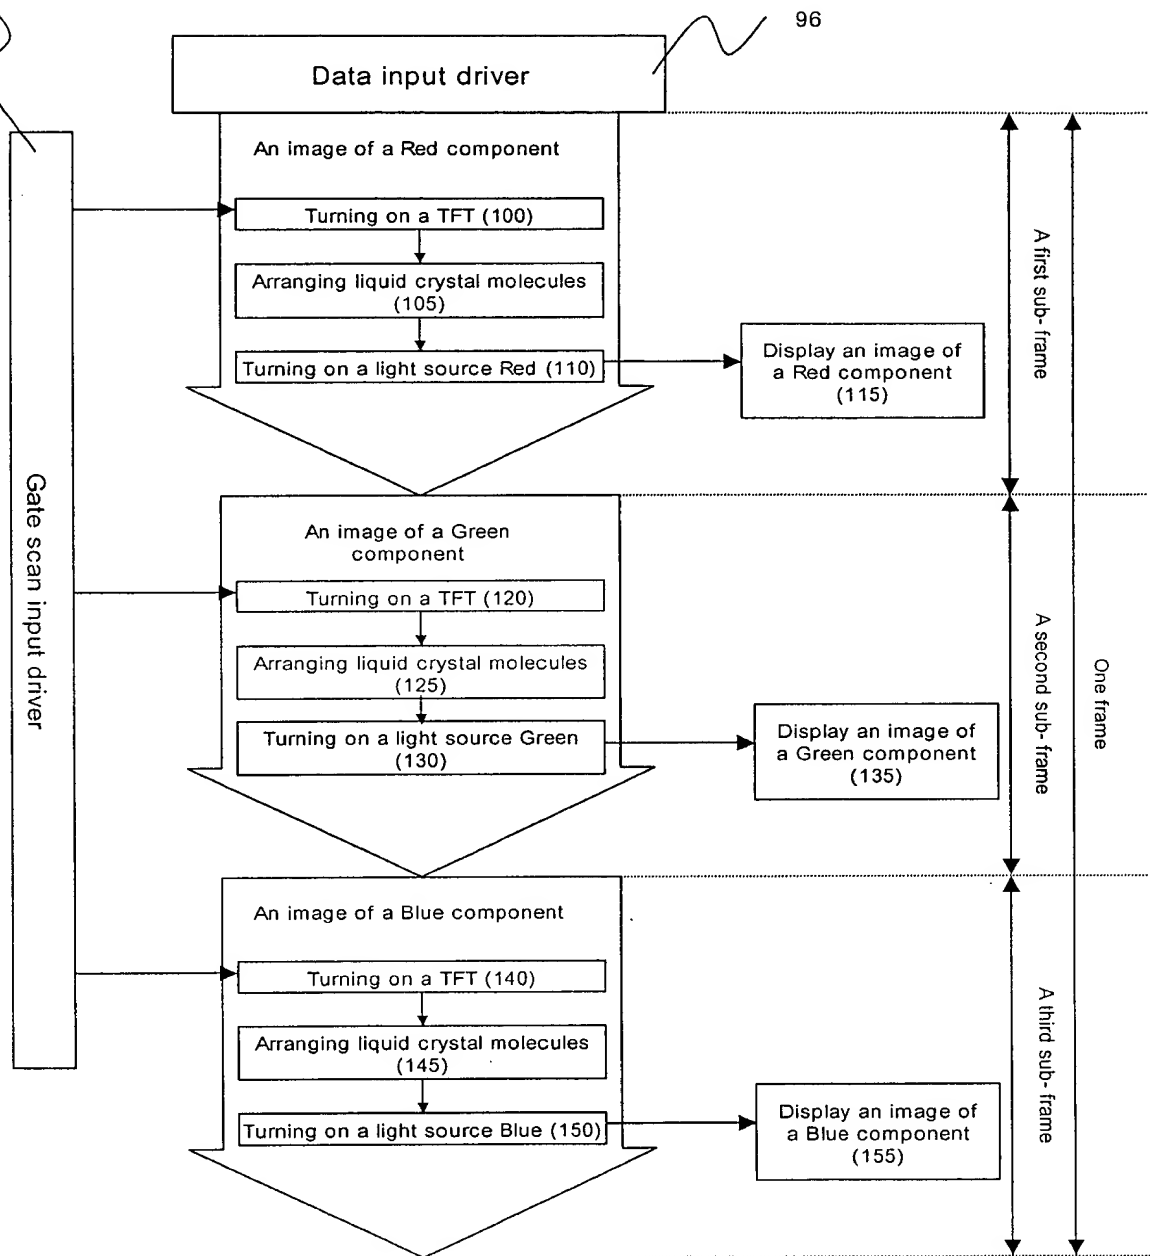 96
Data input driver
An image of a Red component
Turning on a TFT (100)
Arranging liquid crystal molecules
(105)
Turning on a light source Red (110)
Display an image of
a Red component
(115)
A first sub- frame
Gate scan input driver
An image of a Green
component
Turning on a TFT (120)
Arranging liquid crystal molecules
(125)
Turning on a light source Green
(130)
Display an image of
a Green component
(135)
A second sub- frame
One frame
An image of a Blue component
Turning on a TFT (140)
Arranging liquid crystal molecules
(145)
Turning on a light source Blue (150)
Display an image of
a Blue component
(155)
A third sub- frame